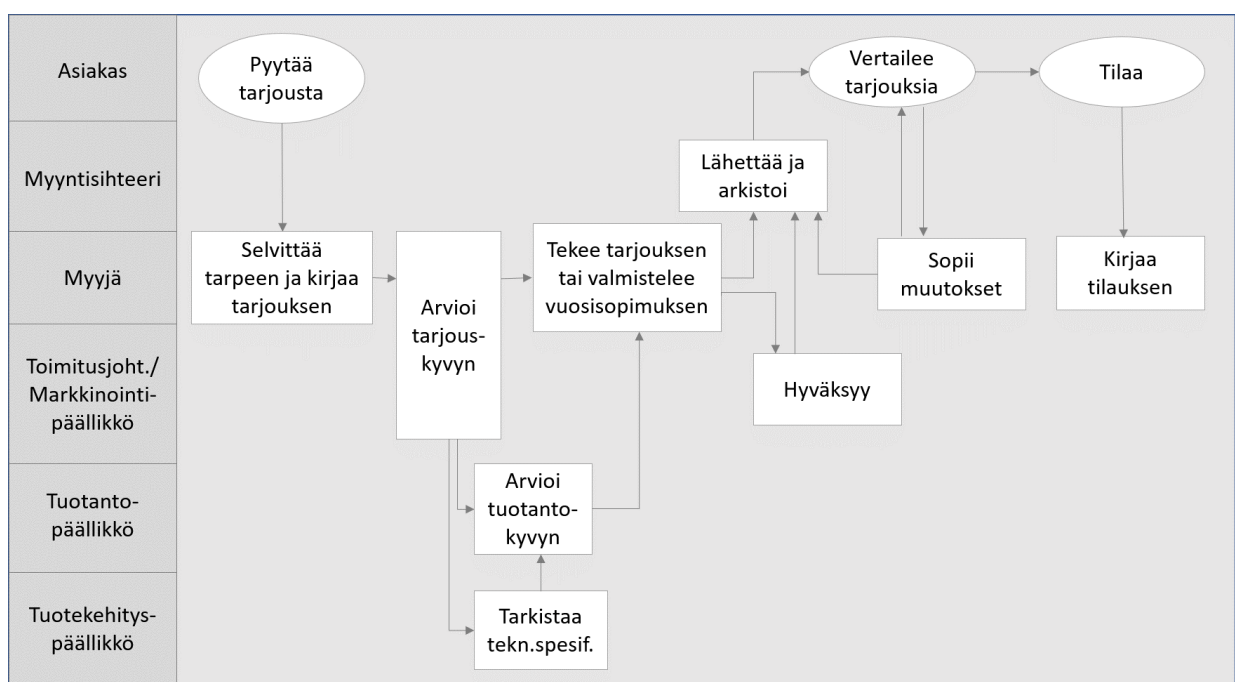 Asiakas
Pyytää
tarjousta
Vertailee
tarjouksia
Tilaa
Myyntisihteeri
Lähettää ja
arkistoi
Myyjä
Selvittää
tarpeen ja kirjaa
tarjouksen
Arvioi
tarjous-
kyvyn
Tekee tarjouksen
tai valmistelee
vuosisopimuksen
Sopii
muutokset
Kirjaa
tilauksen
Toimitusjoht./
Markkinointi-
päällikkö
Hyväksyy
Tuotanto-
päällikkö
Arvioi
tuotanto-
kyvyn
Tuotekehitys-
päällikkö
Tarkistaa
tekn.spesif.